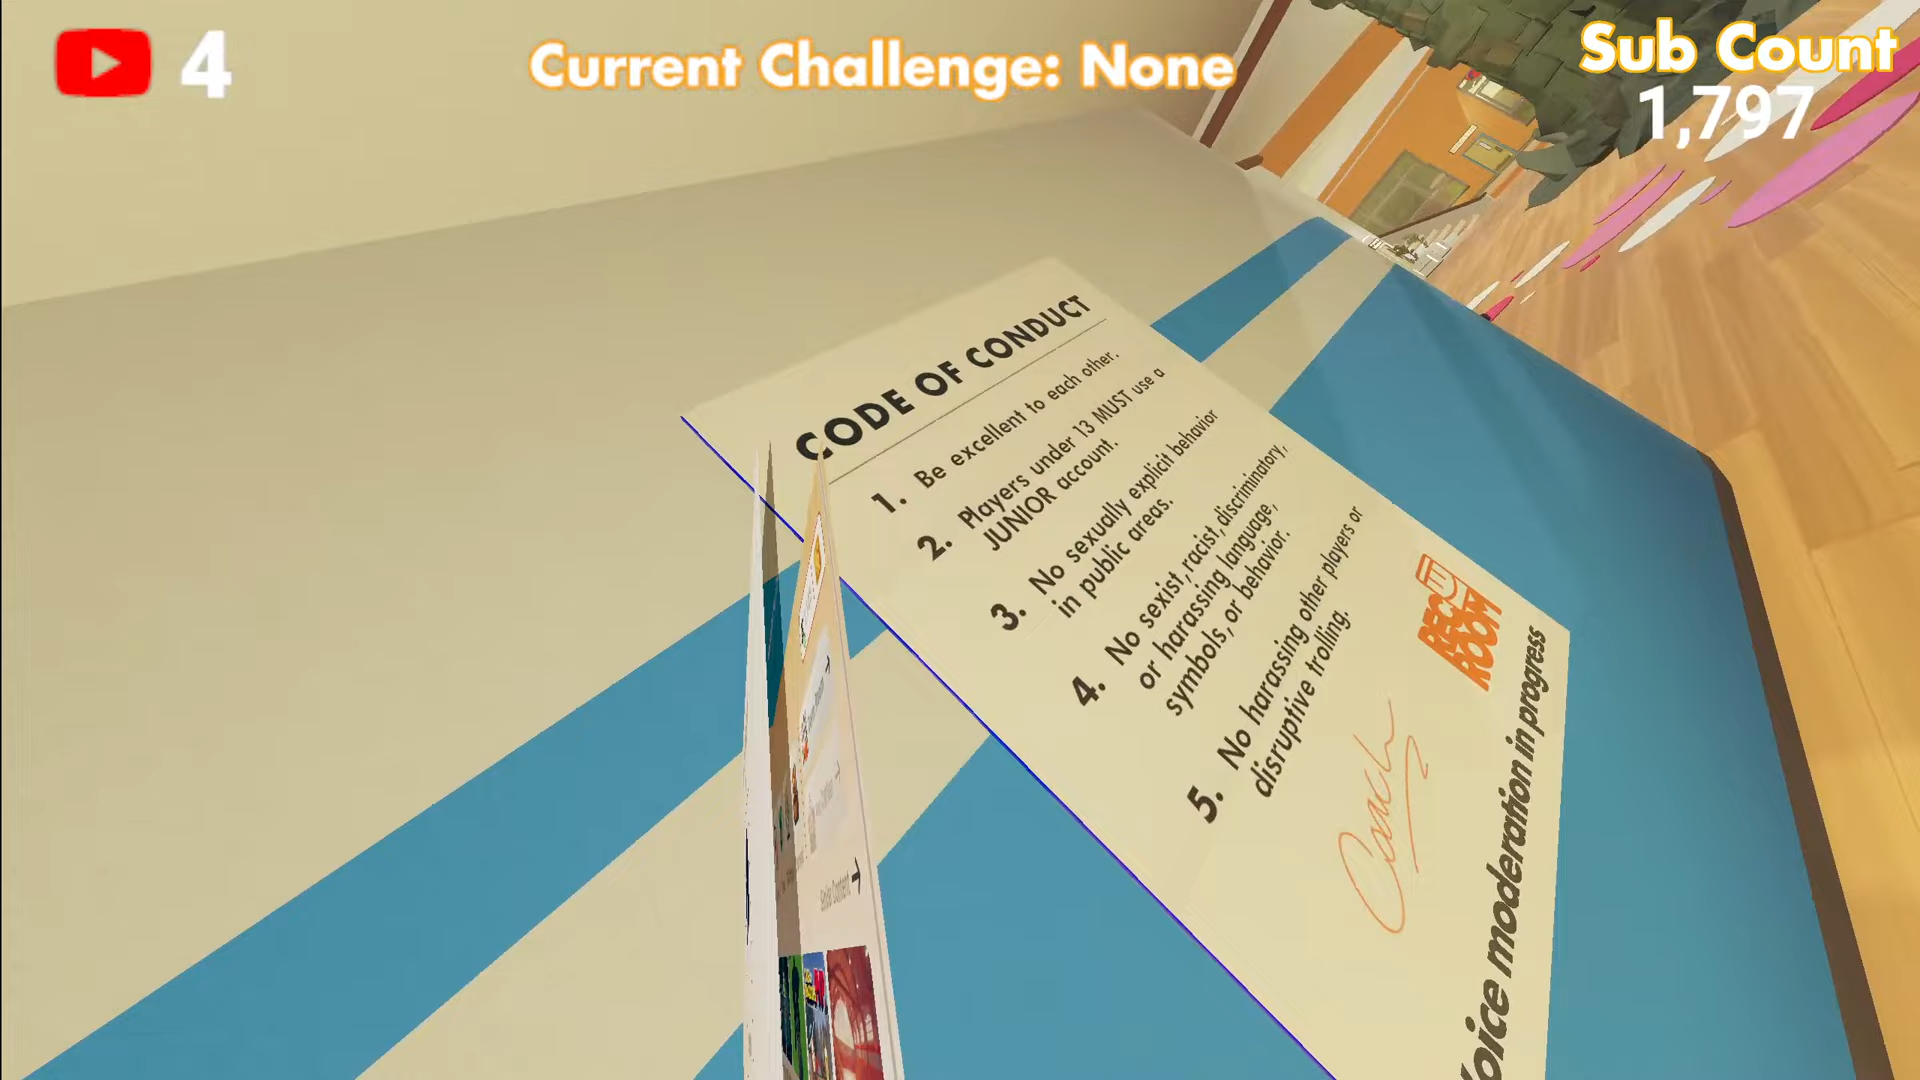 4
Current Challenge: None
Sub Count
1,797
CODE OF CONDUCT
1. Be excellent to each other.
2. Players under 13 MUST use a
JUNIOR account.
3. No sexually explicit behavior
in public areas.
4. No sexist, racist, discriminatory,
or harassing language,
symbols, or behavior.
5. No harassing other players or
disruptive trolling.
Coach
REC
ROOM
Voice moderation in progress